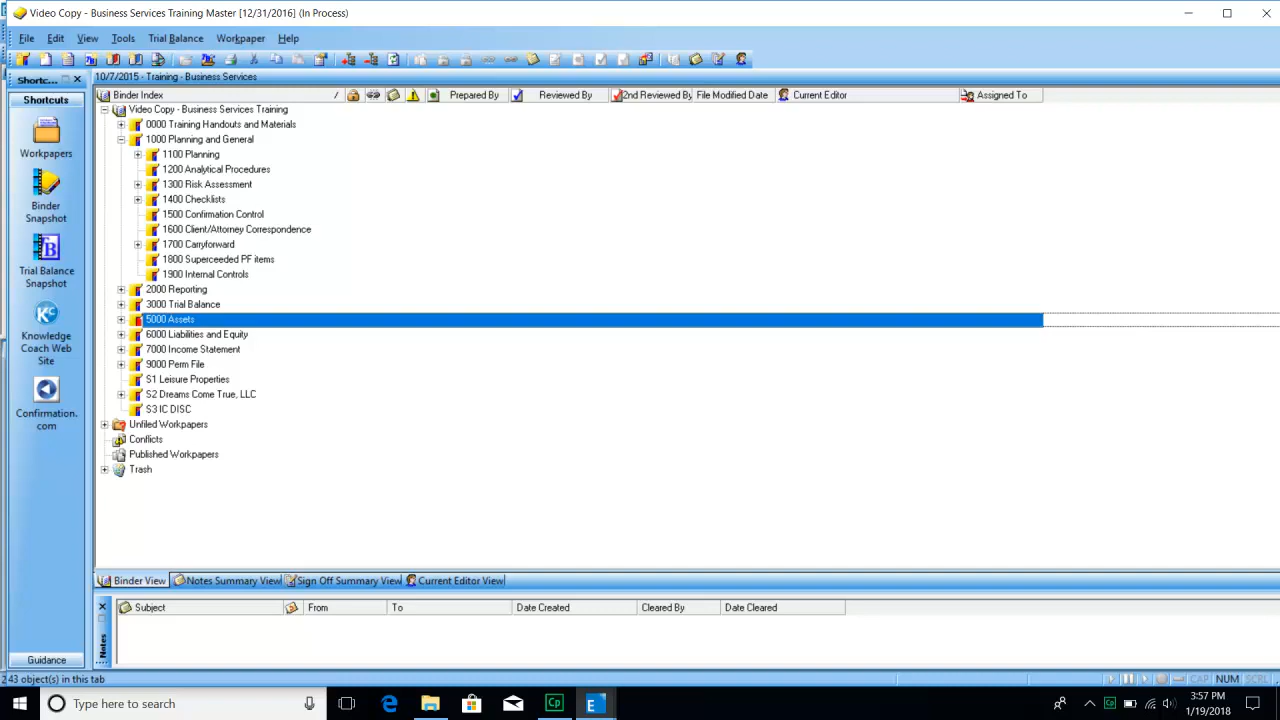 Video Copy - Business Services Training Master [12/31/2016] (In Process)
File Edit View Tools Trial Balance Workpaper Help
Shortc...
10/7/2015 - Training - Business Services
Shortcuts
Binder Index / Prepared By Reviewed By 2nd Reviewed By File Modified Date Current Editor Assigned To
Video Copy - Business Services Training
0000 Training Handouts and Materials
1000 Planning and General
1100 Planning
1200 Analytical Procedures
1300 Risk Assessment
1400 Checklists
1500 Confirmation Control
1600 Client/Attorney Correspondence
1700 Carryforward
1800 Superceeded PF items
1900 Internal Controls
2000 Reporting
3000 Trial Balance
5000 Assets
6000 Liabilities and Equity
7000 Income Statement
9000 Perm File
S1 Leisure Properties
S2 Dreams Come True, LLC
S3 IC DISC
Unfiled Workpapers
Conflicts
Published Workpapers
Trash
Workpapers
Binder
Snapshot
Trial Balance
Snapshot
Knowledge
Coach Web
Site
Confirmation.
com
Guidance
Binder View Notes Summary View Sign Off Summary View Current Editor View
Subject From To Date Created Cleared By Date Cleared
Notes
243 object(s) in this tab
CAP NUM SCRL
Type here to search
3:57 PM
1/19/2018